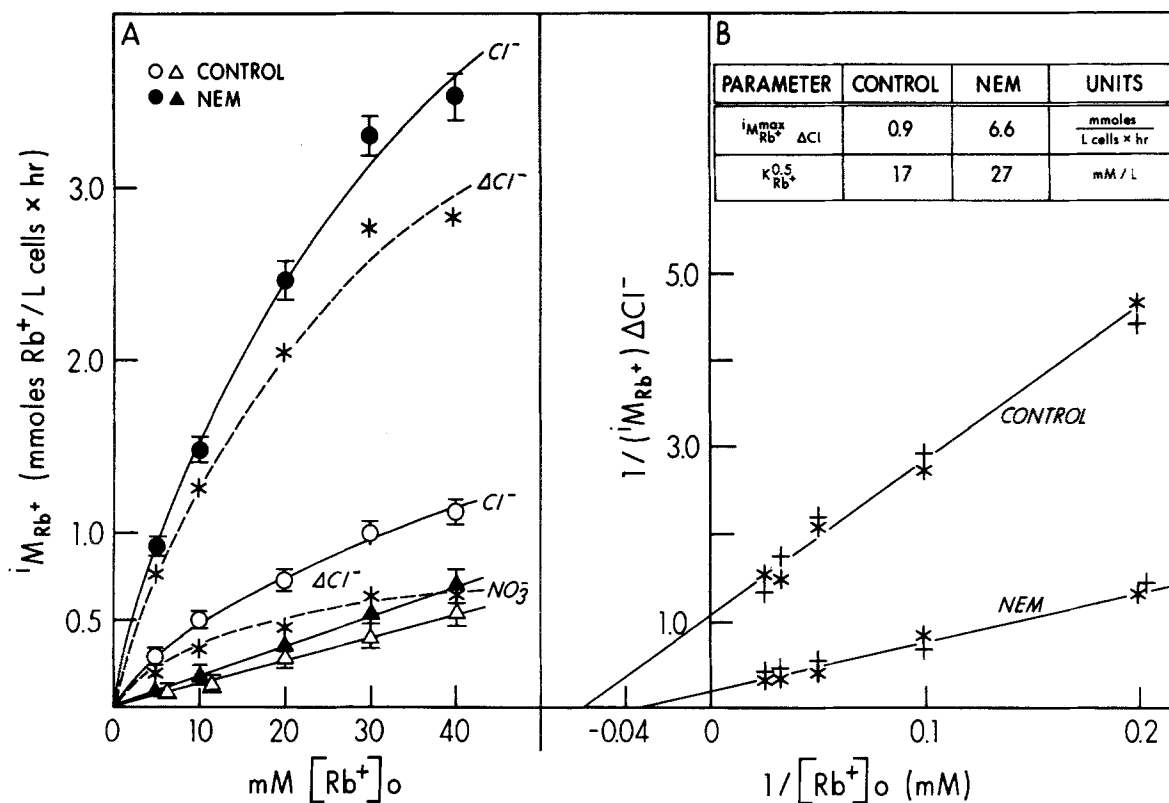 A
○ △ CONTROL
● ▲ NEM
Cl⁻
ΔCl⁻
Cl⁻
ΔCl⁻
NO₃⁻
3.0
2.0
1.0
0.5
ⁱM_Rb⁺ (mmoles Rb⁺/L cells × hr)
0 10 20 30 40
mM [Rb⁺]o
B
PARAMETER CONTROL NEM UNITS
ⁱM^max_Rb⁺ ΔCl 0.9 6.6 mmoles / L cells × hr
K^0.5_Rb⁺ 17 27 mM / L
5.0
3.0
1.0
1/(ⁱM_Rb⁺) ΔCl⁻
CONTROL
NEM
-0.04 0 0.1 0.2
1/[Rb⁺]o (mM)